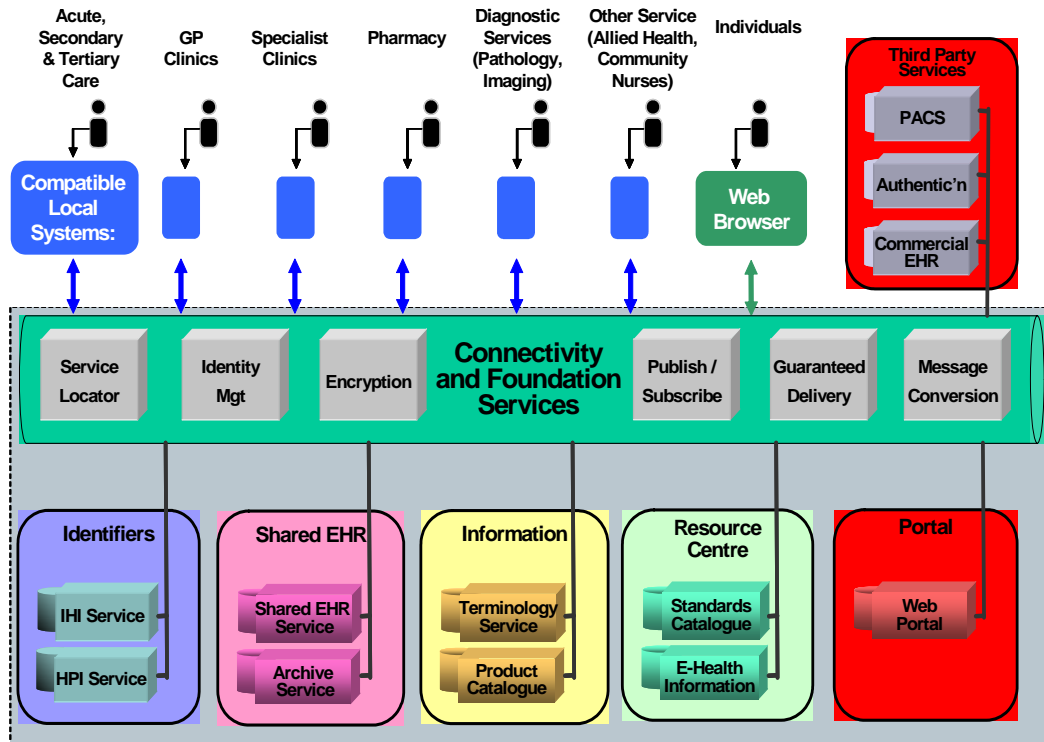 Acute,
Secondary
& Tertiary
Care
GP
Clinics
Specialist
Clinics
Pharmacy
Diagnostic
Services
(Pathology,
Imaging)
Other Service
(Allied Health,
Community
Nurses)
Individuals
Third Party
Services
PACS
Authentic'n
Commercial
EHR
Compatible
Local
Systems:
Web
Browser
Service
Locator
Identity
Mgt
Encryption
Connectivity
and Foundation
Services
Publish /
Subscribe
Guaranteed
Delivery
Message
Conversion
Identifiers
IHI Service
HPI Service
Shared EHR
Shared EHR
Service
Archive
Service
Information
Terminology
Service
Product
Catalogue
Resource
Centre
Standards
Catalogue
E-Health
Information
Portal
Web
Portal